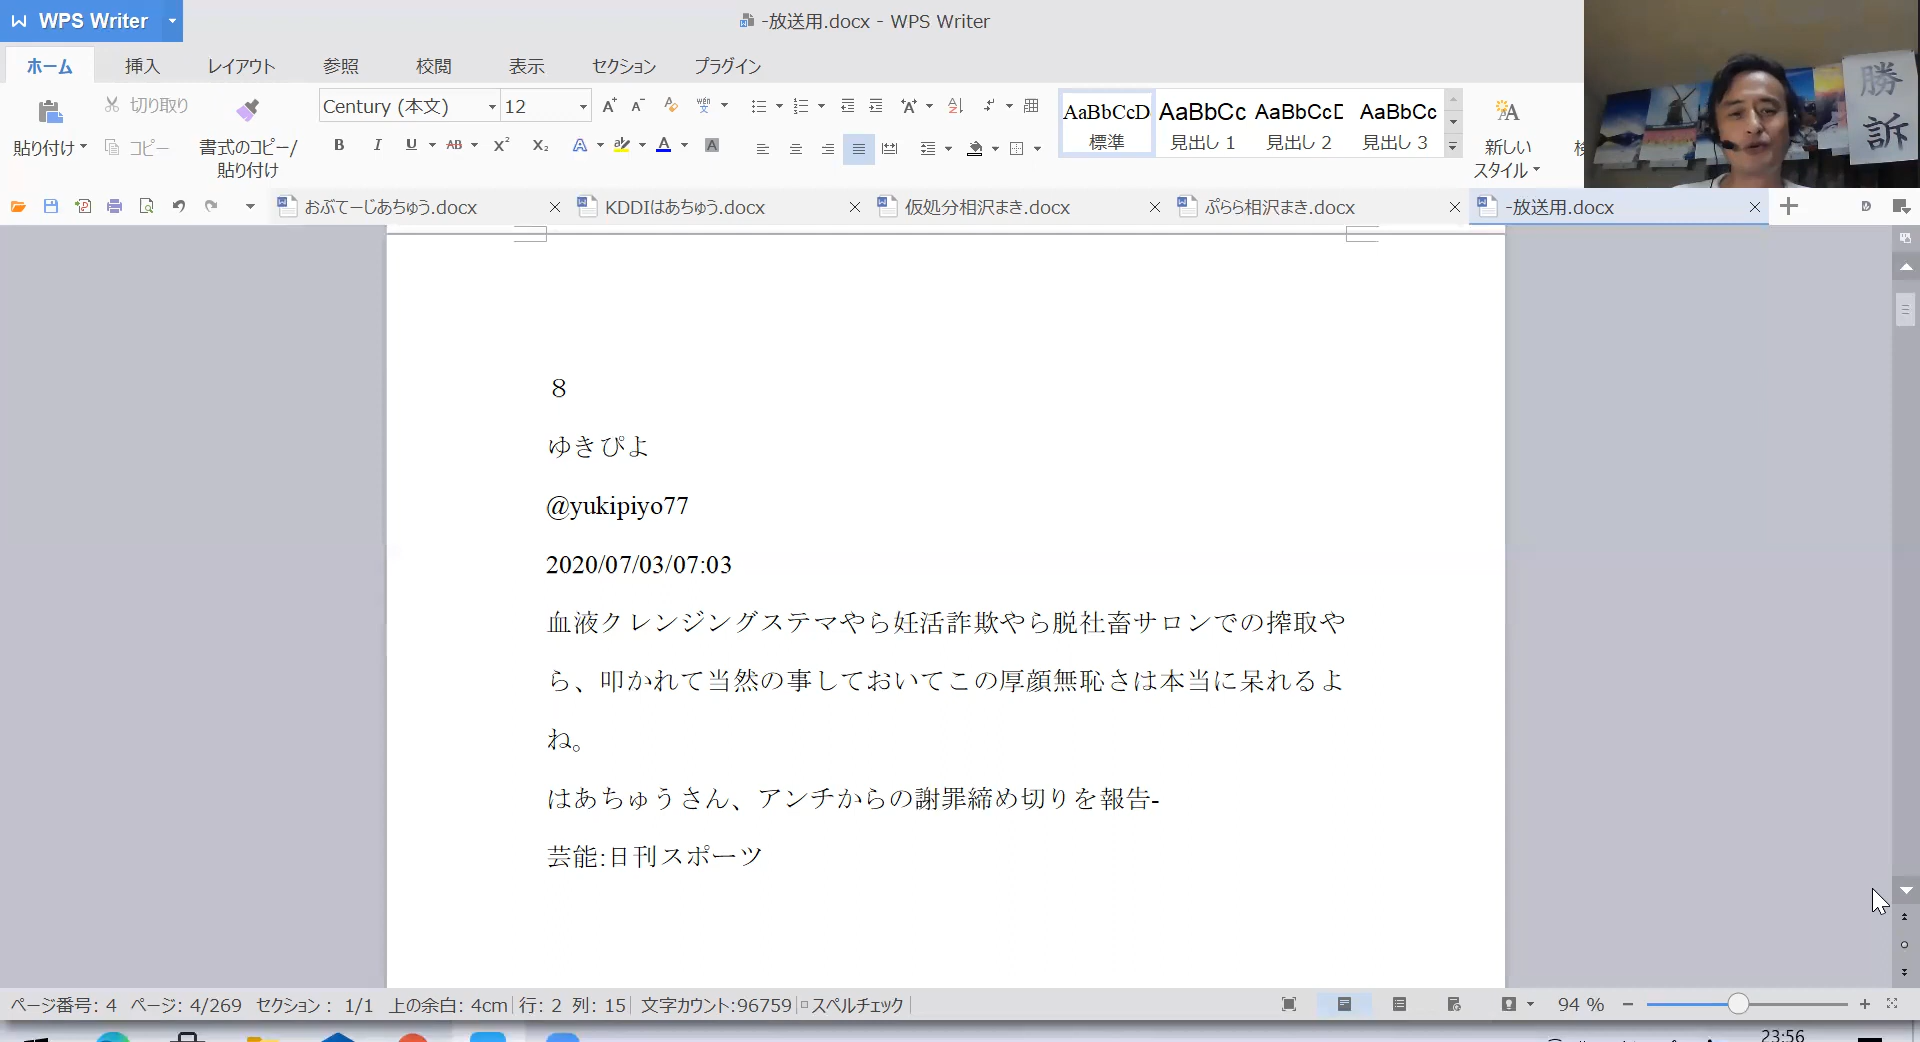 WPS Writer
-放送用.docx - WPS Writer
ホーム 挿入 レイアウト 参照 校閲 表示 セクション プラグイン
切り取り
貼り付け コピー 書式のコピー/貼り付け
Century (本文) 12
AaBbCcD AaBbCc AaBbCcD AaBbCc
標準 見出し 1 見出し 2 見出し 3
新しい
スタイル
勝
訴
おぶてーじあちゅう.docx KDDIはあちゅう.docx 仮処分相沢まき.docx ぷらら相沢まき.docx -放送用.docx
8
ゆきぴよ
@yukipiyo77
2020/07/03/07:03
血液クレンジングステマやら妊活詐欺やら脱社畜サロンでの搾取や
ら、叩かれて当然の事しておいてこの厚顔無恥さは本当に呆れるよ
ね。
はあちゅうさん、アンチからの謝罪締め切りを報告-
芸能:日刊スポーツ
ページ番号: 4 ページ: 4/269 セクション: 1/1 上の余白: 4cm 行: 2 列: 15 文字カウント:96759 スペルチェック 94 %
23:56